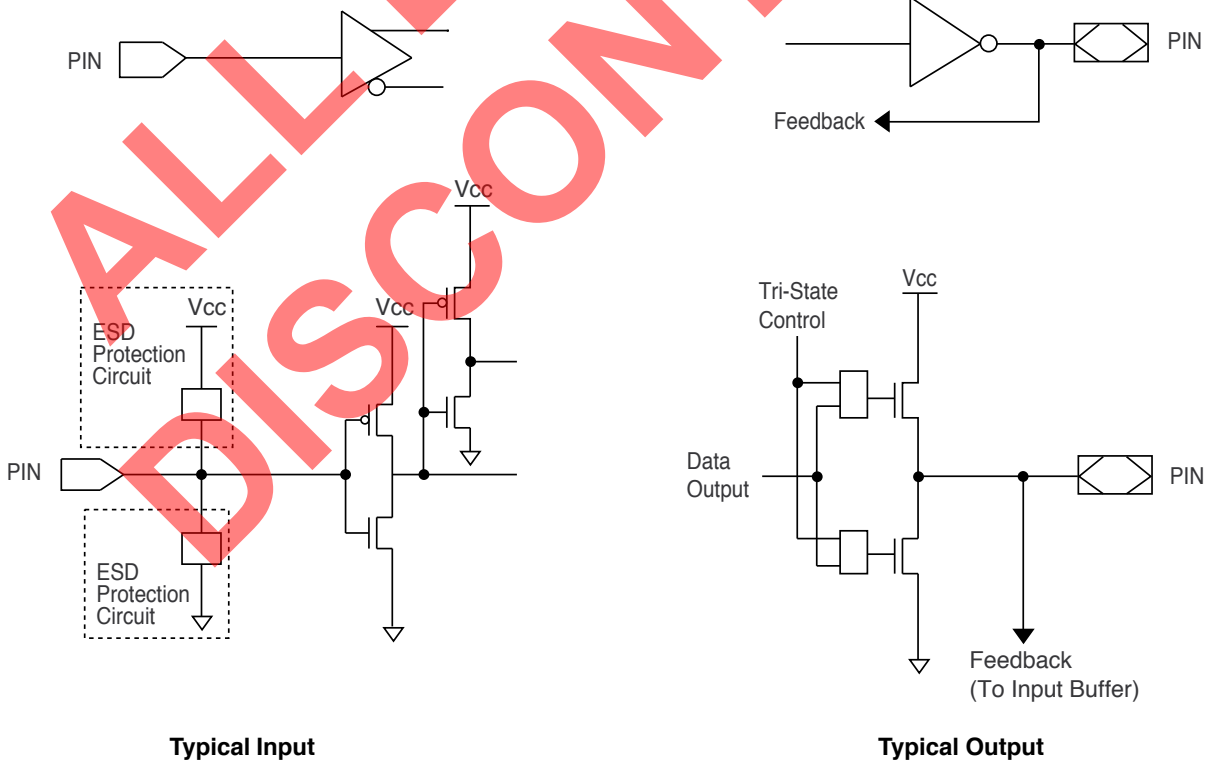 PIN
PIN
Feedback
Vcc
Vcc
ESD
Protection
Circuit
Vcc
PIN
ESD
Protection
Circuit
Typical Input
Tri-State
Control
Vcc
Data
Output
PIN
Feedback
(To Input Buffer)
Typical Output
ALL
DISCON